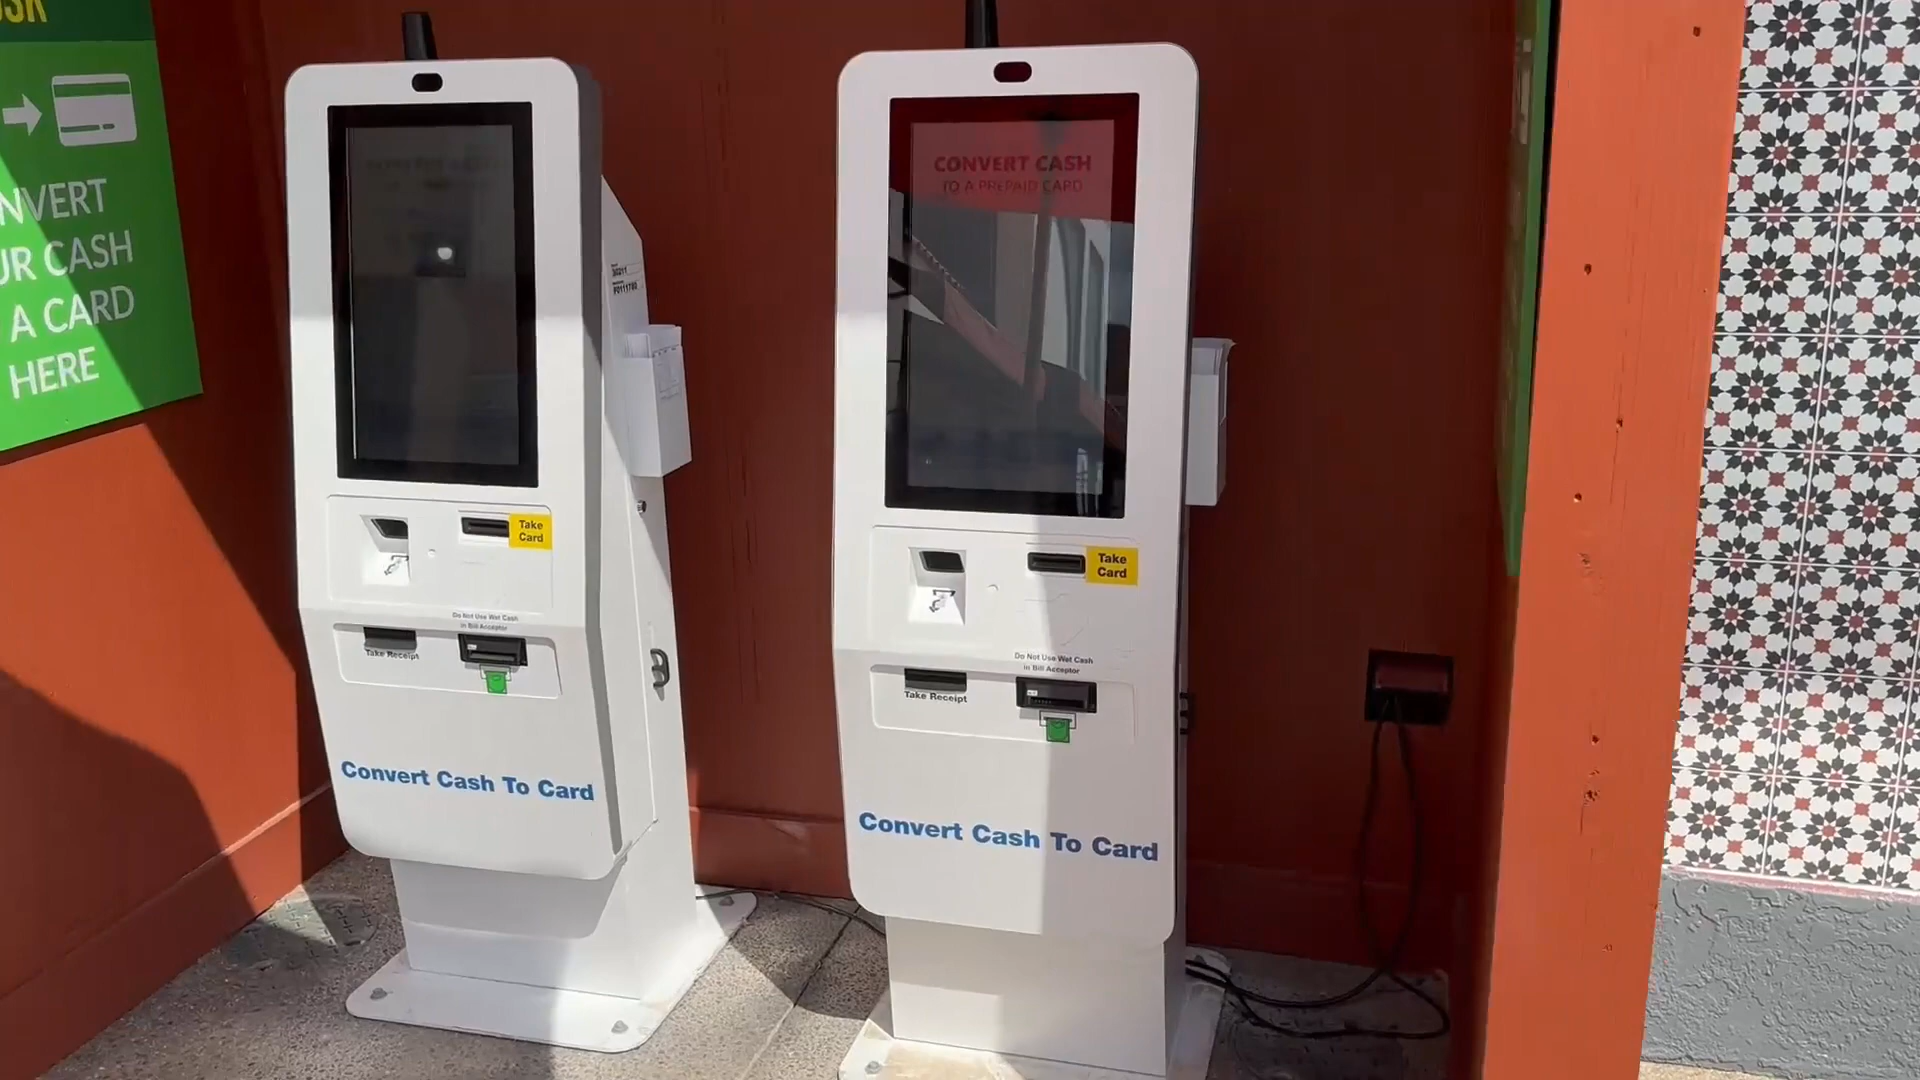 NVERT
UR CASH
A CARD
HERE
Take
Card
Do Not Use Wet Cash
in Bill Acceptor
Take Receipt
Convert Cash To Card
CONVERT CASH
TO A PREPAID CARD
Take
Card
Do Not Use Wet Cash
in Bill Acceptor
Take Receipt
Convert Cash To Card